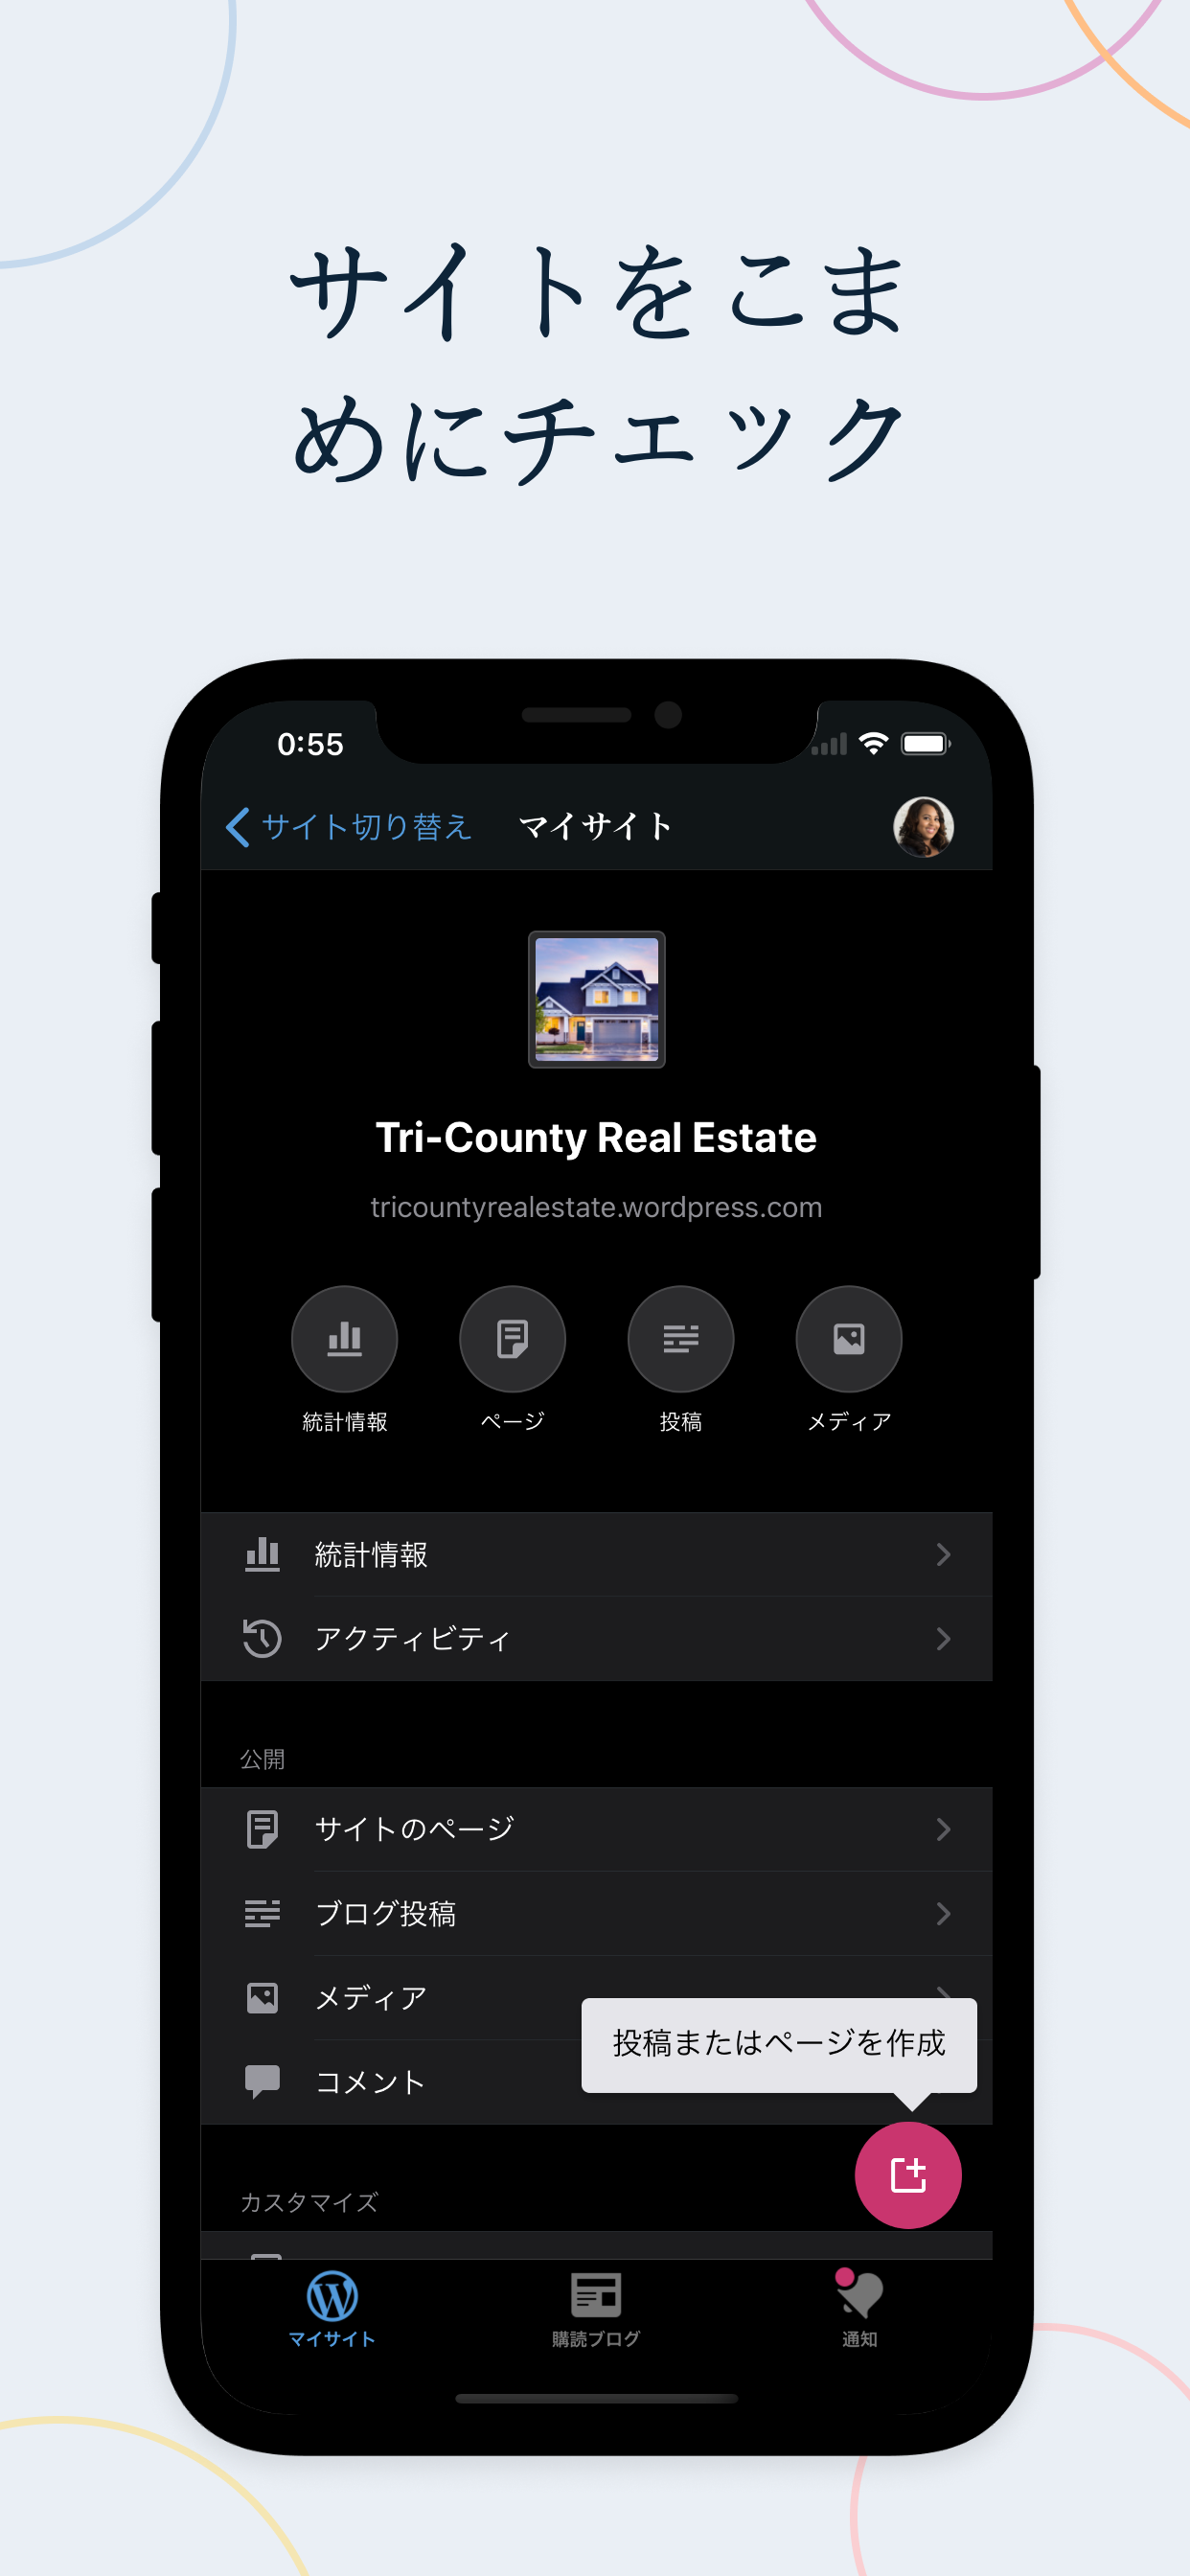 サイトをこま
めにチェック
0:55
サイト切り替え
マイサイト
Tri-County Real Estate
tricountyrealestate.wordpress.com
統計情報
ページ
投稿
メディア
統計情報
アクティビティ
公開
サイトのページ
ブログ投稿
メディア
投稿またはページを作成
コメント
カスタマイズ
マイサイト
購読ブログ
通知